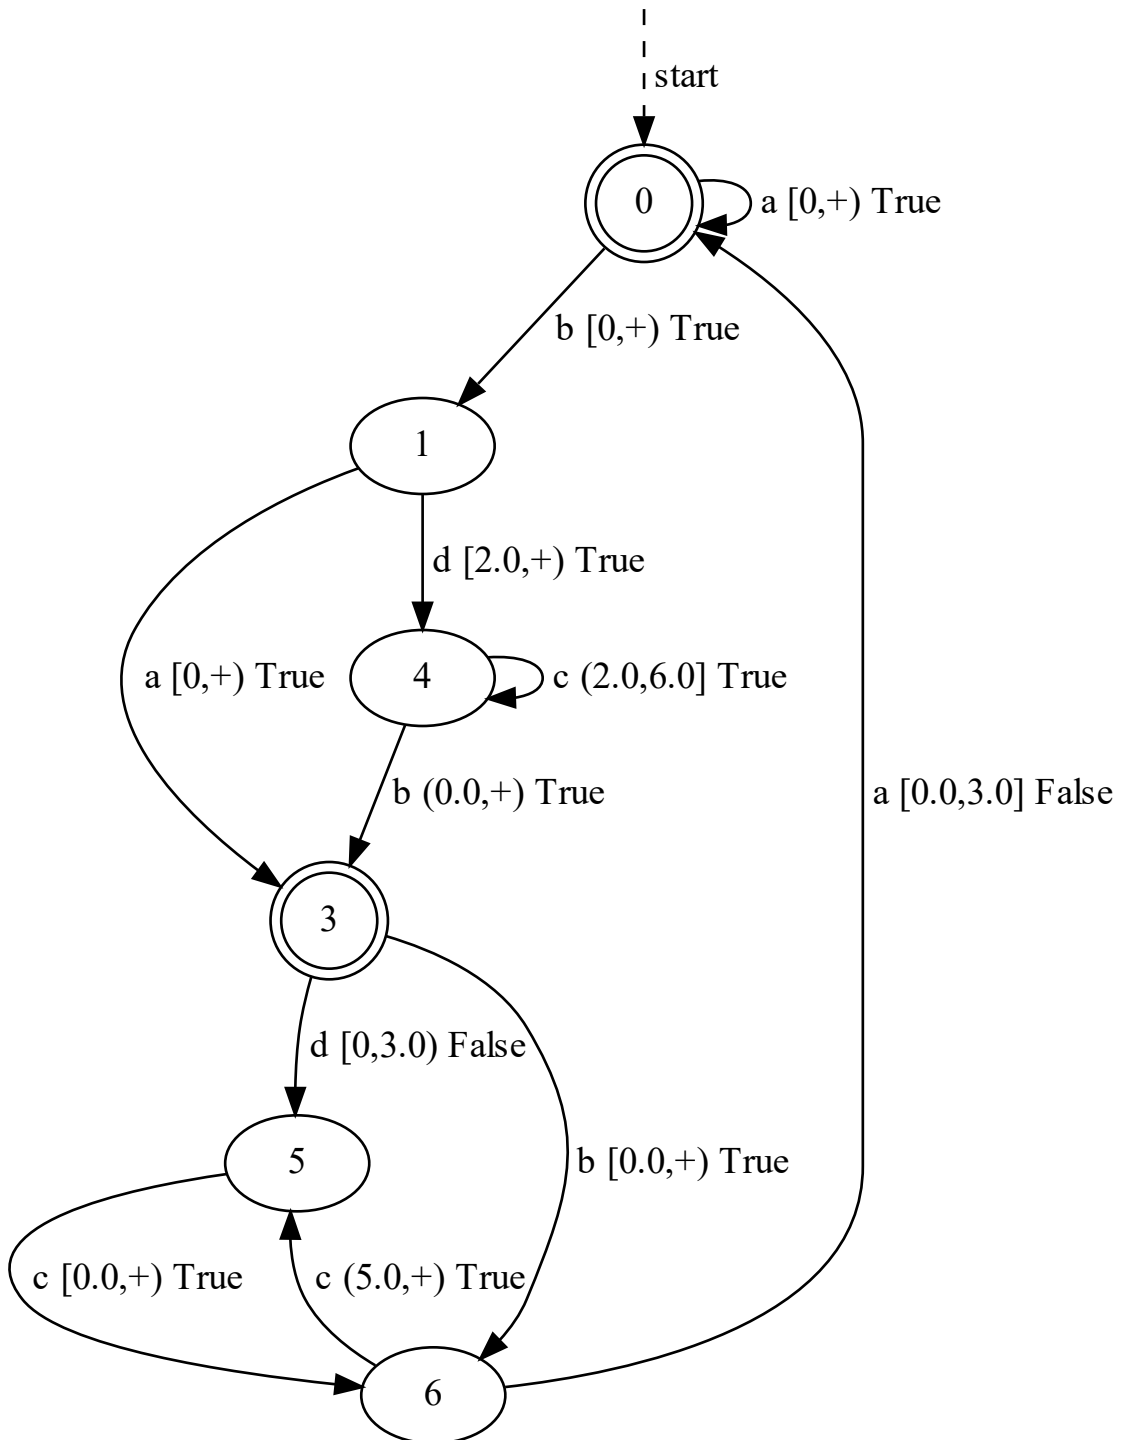 start
0
a [0,+) True
b [0,+) True
1
d [2.0,+) True
a [0,+) True
4
c (2.0,6.0] True
b (0.0,+) True
a [0.0,3.0] False
3
d [0,3.0) False
5
b [0.0,+) True
c [0.0,+) True
c (5.0,+) True
6